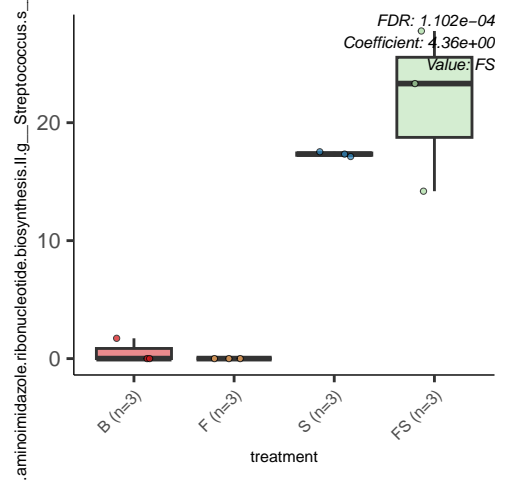 FDR: 1.102e−04
Coefficient: 4.36e+00
Value: FS
.aminoimidazole.ribonucleotide.biosynthesis.II.g__Streptococcus.s_
20
10
0
B (n=3)
F (n=3)
S (n=3)
FS (n=3)
treatment